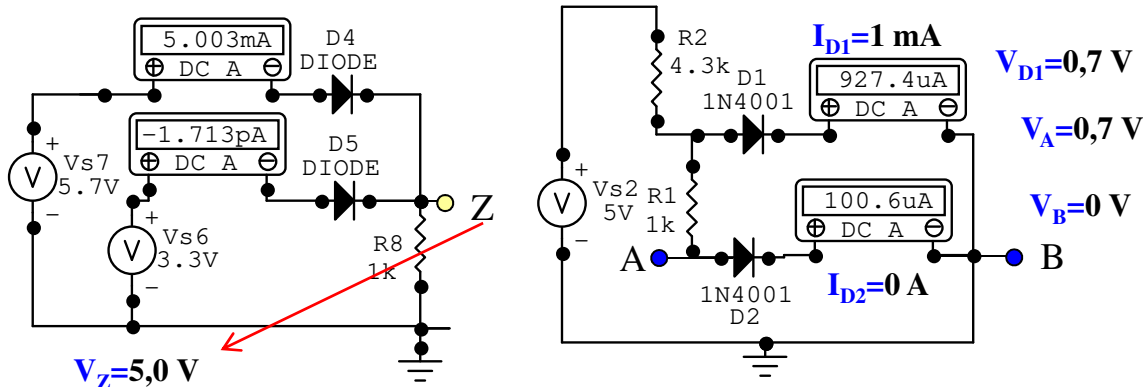 5.003mA
DC A
D4
DIODE
-1.713pA
DC A
D5
DIODE
+
Vs7
5.7V
-
+
Vs6
3.3V
-
Z
R8
1k
VZ=5,0 V
R2
4.3k
D1
1N4001
ID1=1 mA
927.4uA
DC A
VD1=0,7 V
VA=0,7 V
VB=0 V
+
Vs2
5V
-
R1
1k
100.6uA
DC A
A
B
1N4001
D2
ID2=0 A